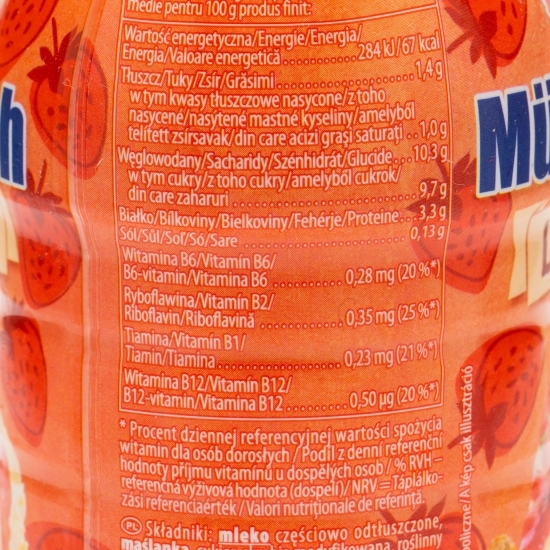 medie pentru 100 g produs finit:
Wartość energetyczna/Energie/Energia/
Energia/Valoare energetică............284 kJ/67 kcal
Tłuszcz/Tuky/Zsír/Grăsimi........................1,4 g
w tym kwasy tłuszczowe nasycone/z toho
nasycené/nasýtené mastné kyseliny/amelyből
telített zsírsavak/din care acizi grași saturați..1,0 g
Węglowodany/Sacharidy/Szénhidrát/Glucide...10,3 g
w tym cukry/z toho cukry/amelyből cukrok/
din care zaharuri...............................9,7 g
Białko/Bílkoviny/Bielkoviny/Fehérje/Proteine...3,3 g
Sól/Sůl/Soľ/Só/Sare..............................0,13 g
Witamina B6/Vitamín B6/
B6-vitamin/Vitamina B6..........0,28 mg (20 %*)
Ryboflawina/Vitamín B2/
Riboflavin/Riboflavină............0,35 mg (25 %*)
Tiamina/Vitamín B1/
Tiamin/Tiamina...................0,23 mg (21 %*)
Witamina B12/Vitamín B12/
B12-vitamin/Vitamina B12.......0,50 µg (20 %*)
* Procent dziennej referencyjnej wartości spożycia
witamin dla osób dorosłych / Podíl z denní referenční
hodnoty příjmu vitamínů u dospělých osob / % RVH –
referenčná výživová hodnota (dospelí)/ NRV = Táplálko-
zási referenciaérték / Valori nutriționale de referință.
PL Składniki: mleko częściowo odtłuszczone,
maślanka
modyfikowana, roślinny
h
Mü
oliczne/A kép csak illusztráció